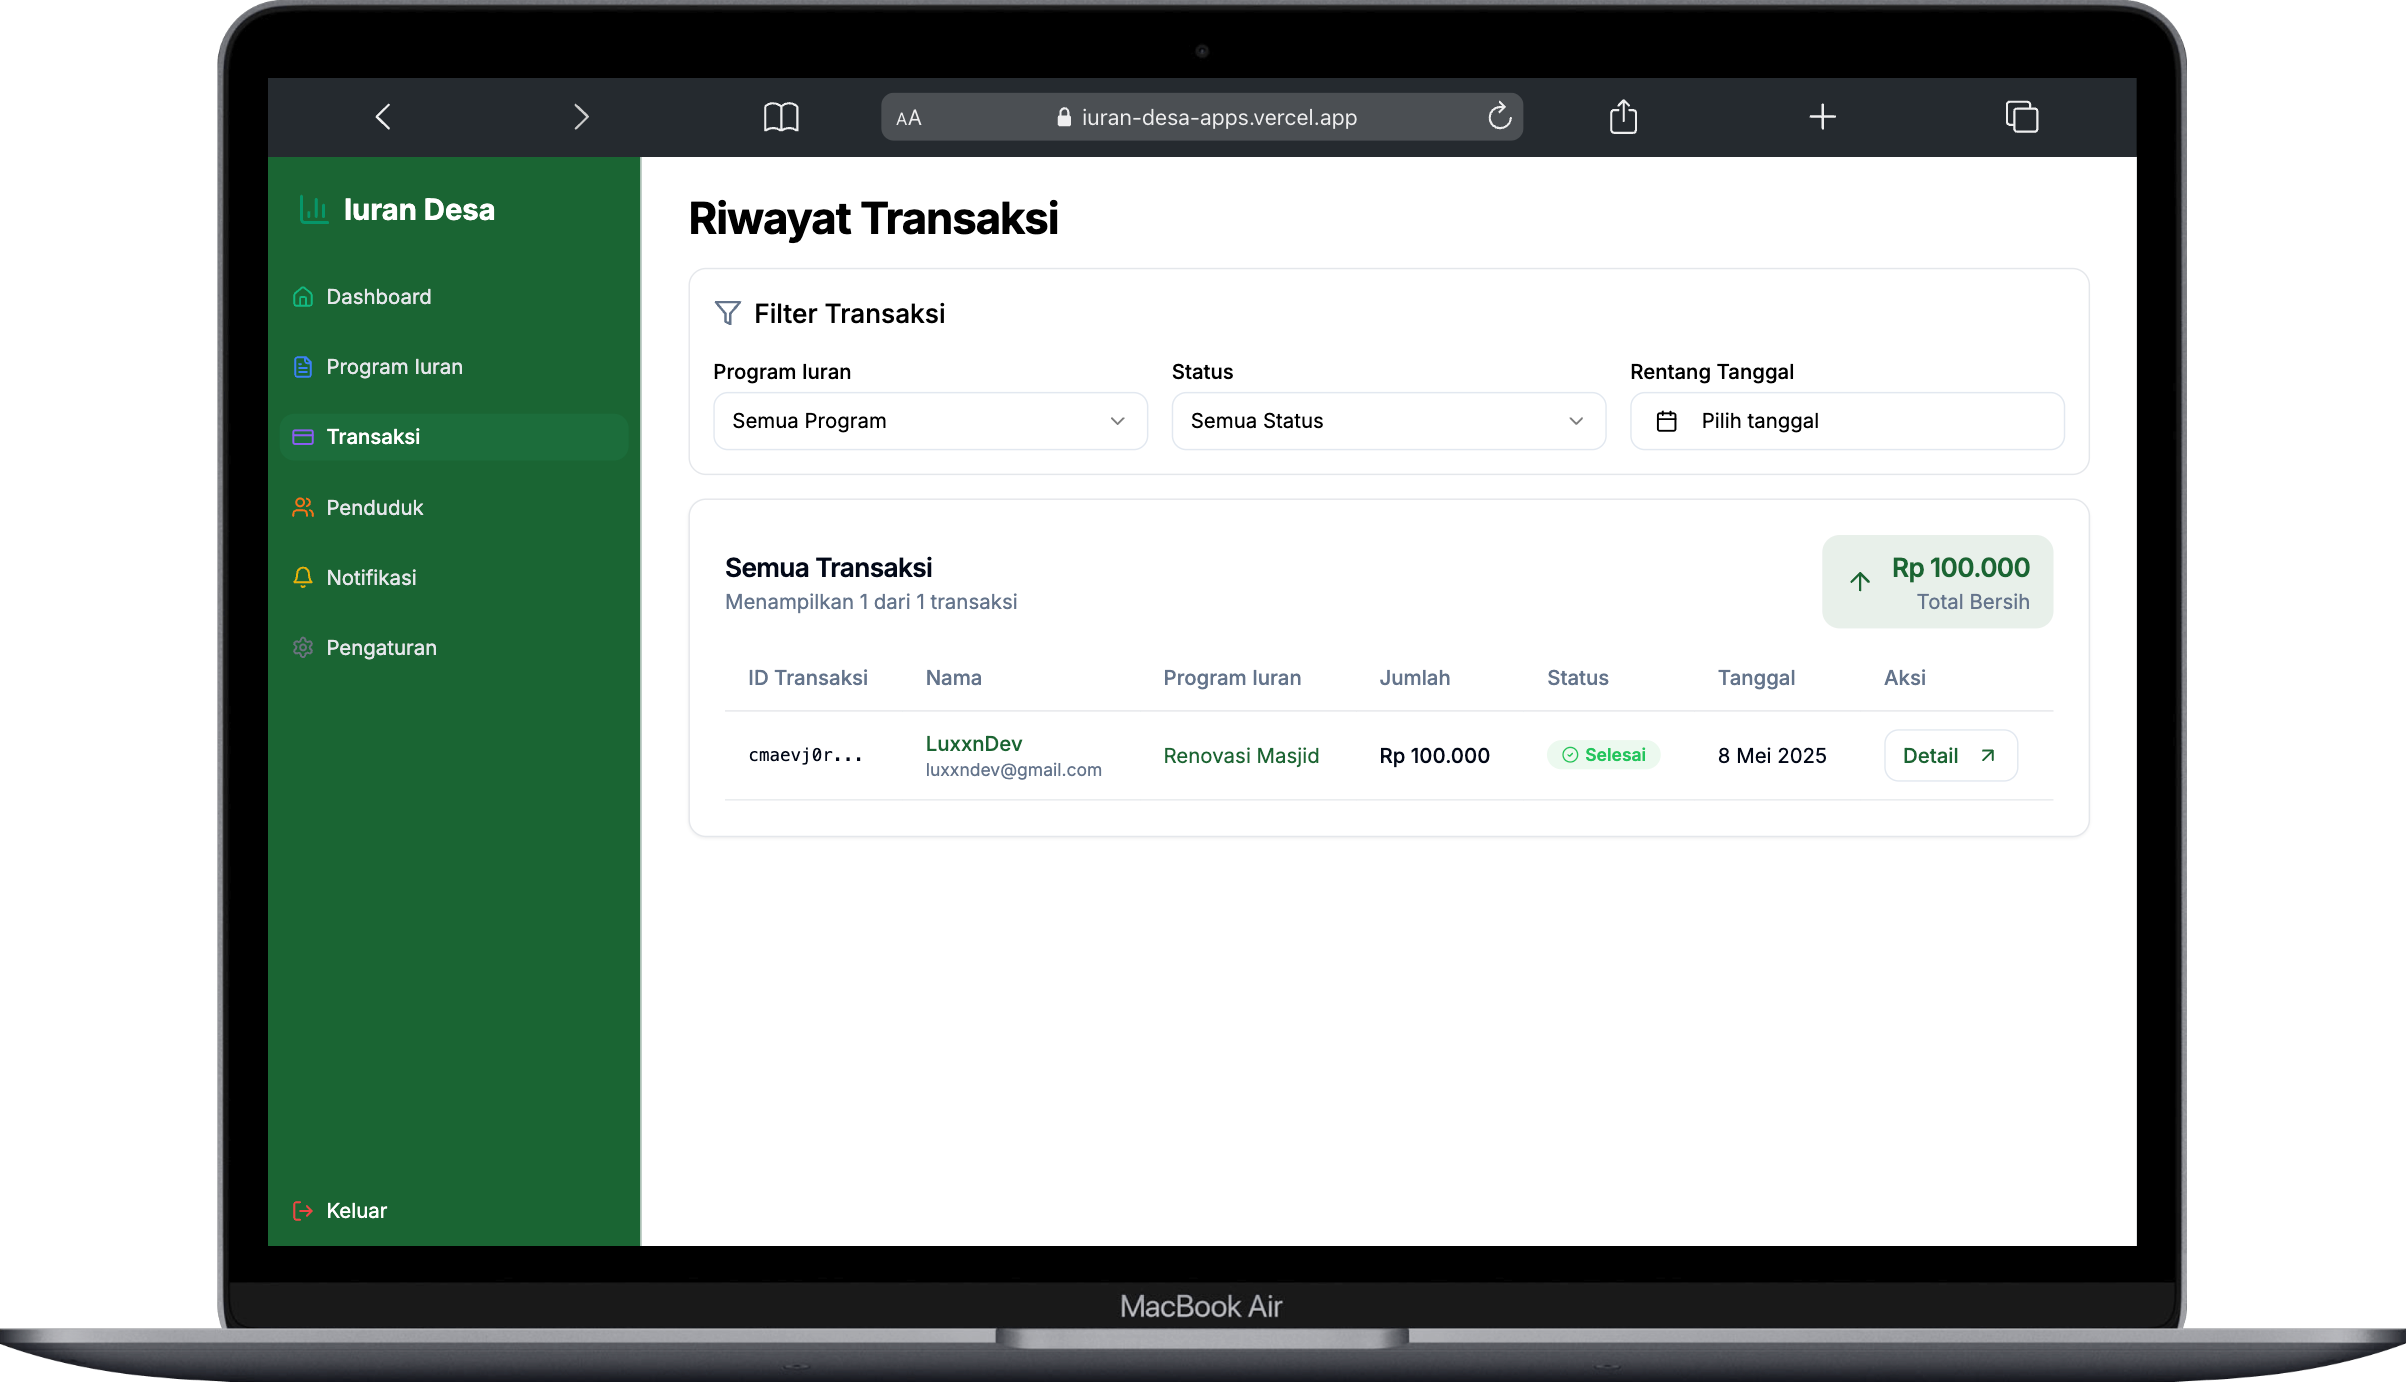 AA iuran-desa-apps.vercel.app
Iuran Desa
Dashboard
Program Iuran
Transaksi
Penduduk
Notifikasi
Pengaturan
Keluar
Riwayat Transaksi
Filter Transaksi
Program Iuran Status Rentang Tanggal
Semua Program Semua Status Pilih tanggal
Semua Transaksi
Menampilkan 1 dari 1 transaksi
Rp 100.000
Total Bersih
ID Transaksi Nama Program Iuran Jumlah Status Tanggal Aksi
cmaevj0r... LuxxnDev Renovasi Masjid Rp 100.000 Selesai 8 Mei 2025 Detail
luxxndev@gmail.com
MacBook Air